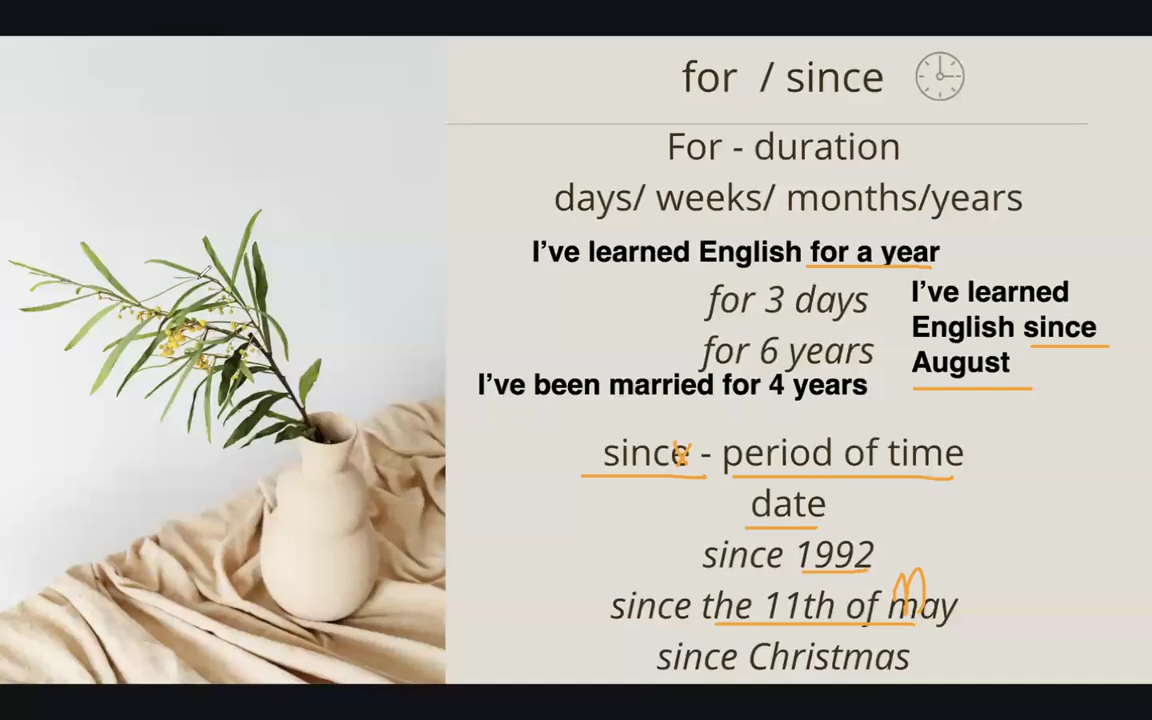 for / since
For - duration
days/ weeks/ months/years
I've learned English for a year
for 3 days
for 6 years
I've learned
English since
August
I've been married for 4 years
since - period of time
date
since 1992
since the 11th of may
since Christmas